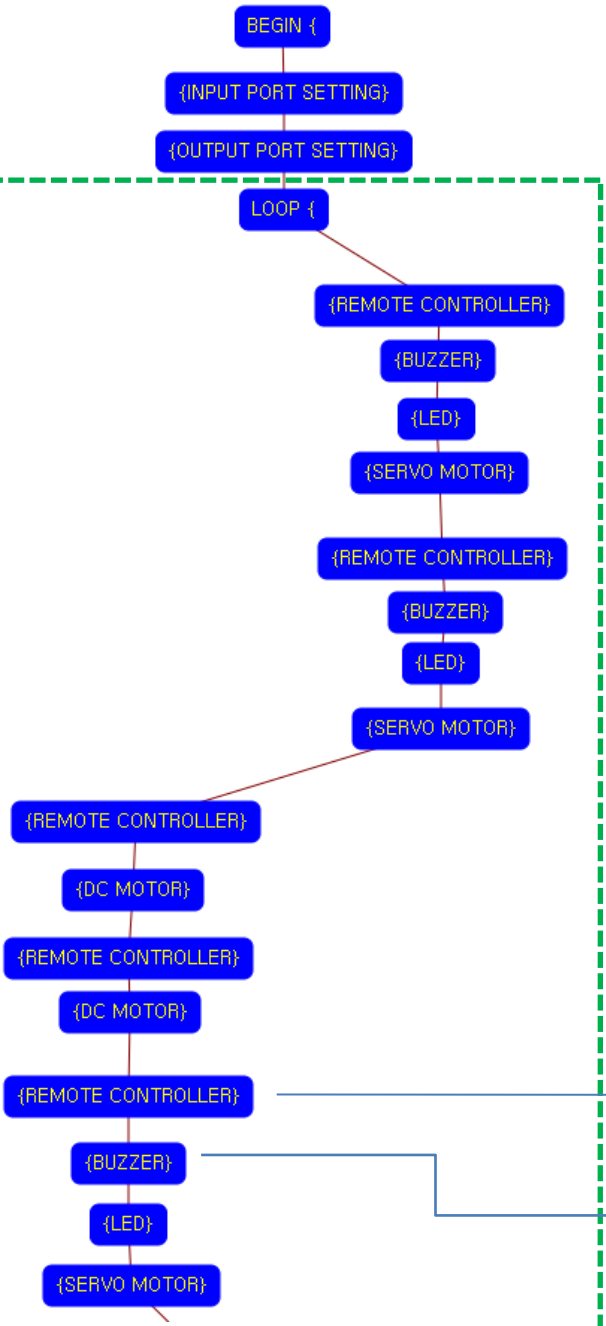 BEGIN {
{INPUT PORT SETTING}
{OUTPUT PORT SETTING}
LOOP {
{REMOTE CONTROLLER}
{BUZZER}
{LED}
{SERVO MOTOR}
{REMOTE CONTROLLER}
{BUZZER}
{LED}
{SERVO MOTOR}
{REMOTE CONTROLLER}
{DC MOTOR}
{REMOTE CONTROLLER}
{DC MOTOR}
{REMOTE CONTROLLER}
{BUZZER}
{LED}
{SERVO MOTOR}